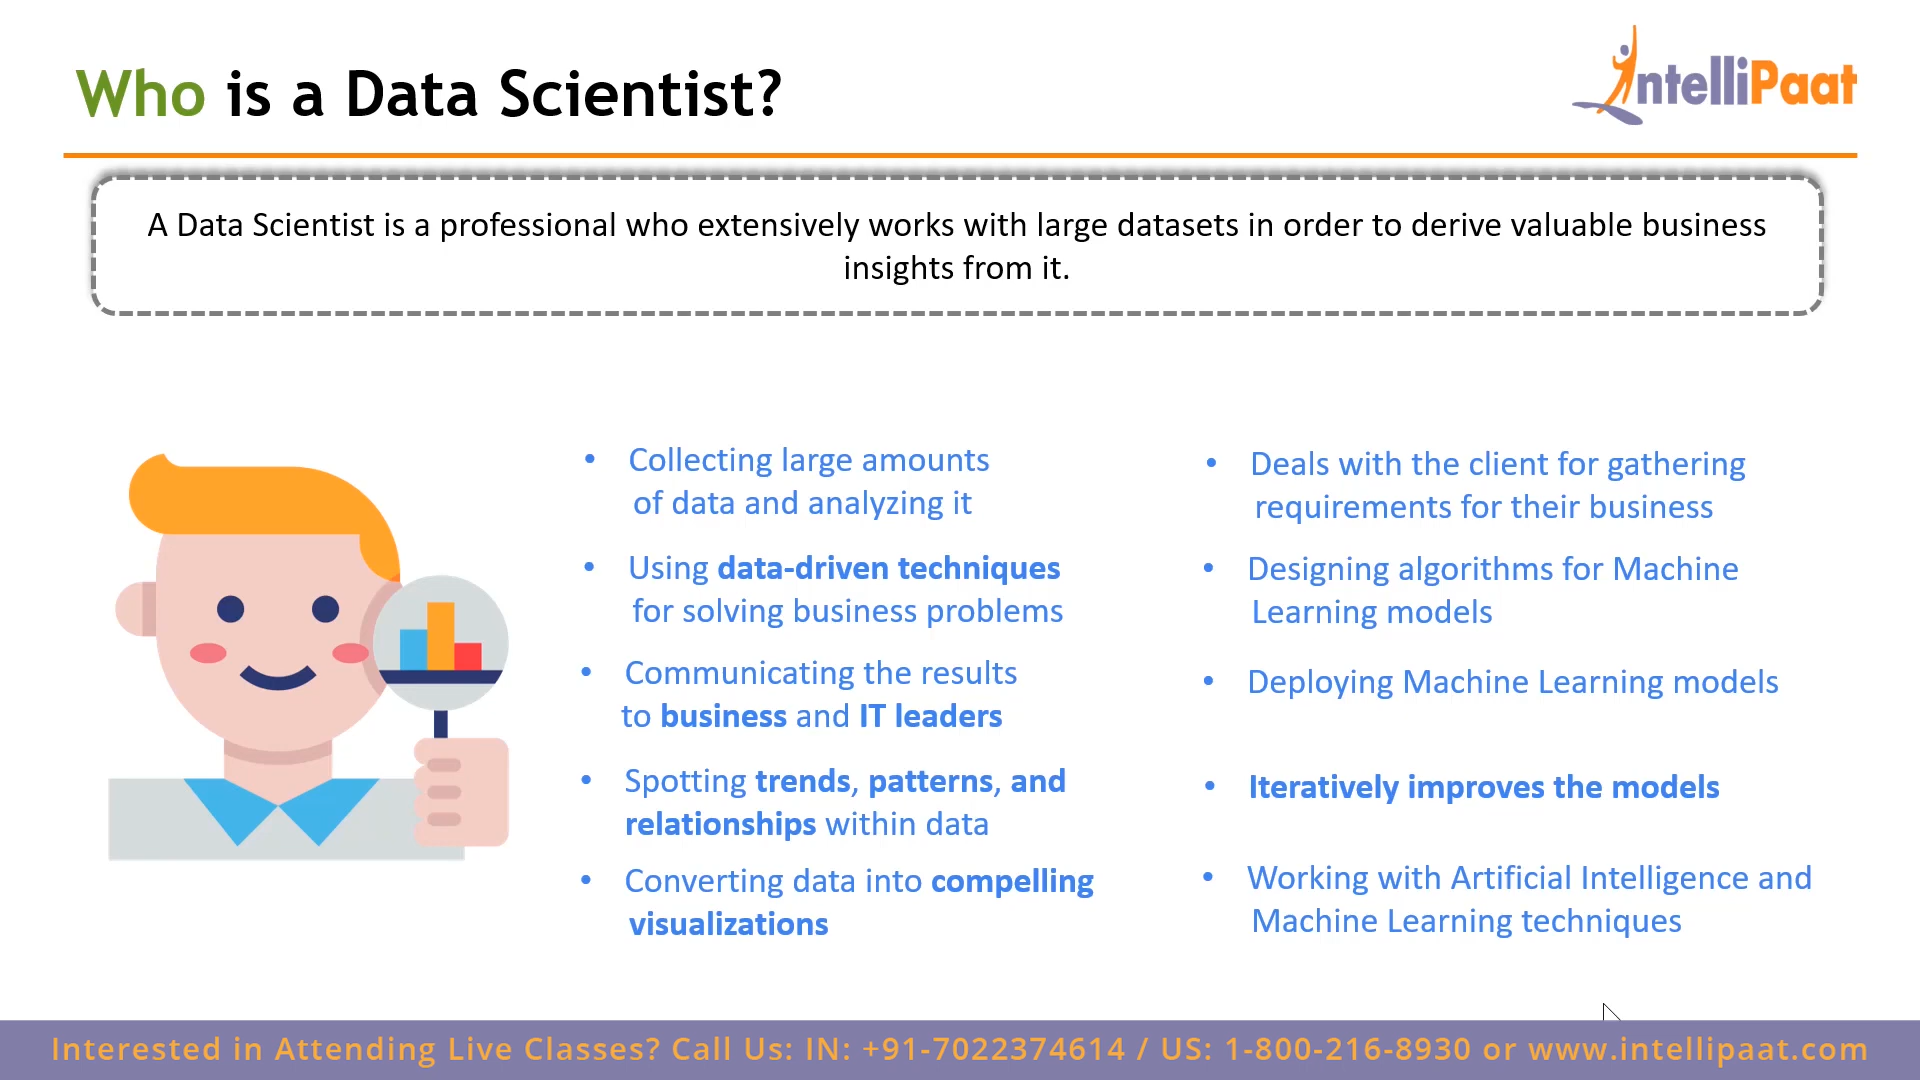 Who is a Data Scientist?
IntelliPaat
A Data Scientist is a professional who extensively works with large datasets in order to derive valuable business
insights from it.
• Collecting large amounts
of data and analyzing it
• Using data-driven techniques
for solving business problems
• Communicating the results
to business and IT leaders
• Spotting trends, patterns, and
relationships within data
• Converting data into compelling
visualizations
• Deals with the client for gathering
requirements for their business
• Designing algorithms for Machine
Learning models
• Deploying Machine Learning models
• Iteratively improves the models
• Working with Artificial Intelligence and
Machine Learning techniques
Interested in Attending Live Classes? Call Us: IN: +91-7022374614 / US: 1-800-216-8930 or www.intellipaat.com